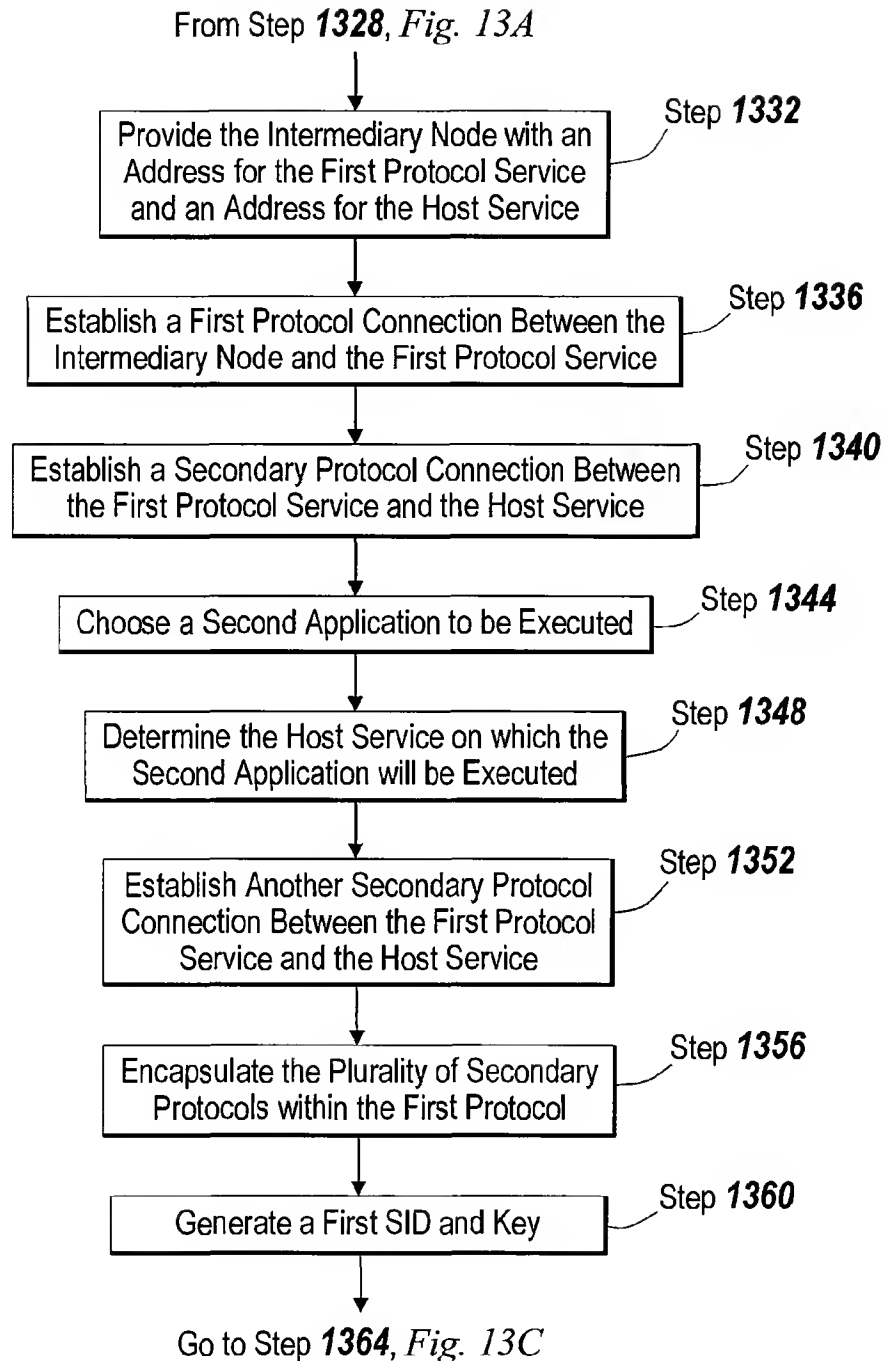 From Step 1328, Fig. 13A
Step 1332
Provide the Intermediary Node with an
Address for the First Protocol Service
and an Address for the Host Service
Step 1336
Establish a First Protocol Connection Between the
Intermediary Node and the First Protocol Service
Step 1340
Establish a Secondary Protocol Connection Between
the First Protocol Service and the Host Service
Step 1344
Choose a Second Application to be Executed
Step 1348
Determine the Host Service on which the
Second Application will be Executed
Step 1352
Establish Another Secondary Protocol
Connection Between the First Protocol
Service and the Host Service
Step 1356
Encapsulate the Plurality of Secondary
Protocols within the First Protocol
Step 1360
Generate a First SID and Key
Go to Step 1364, Fig. 13C